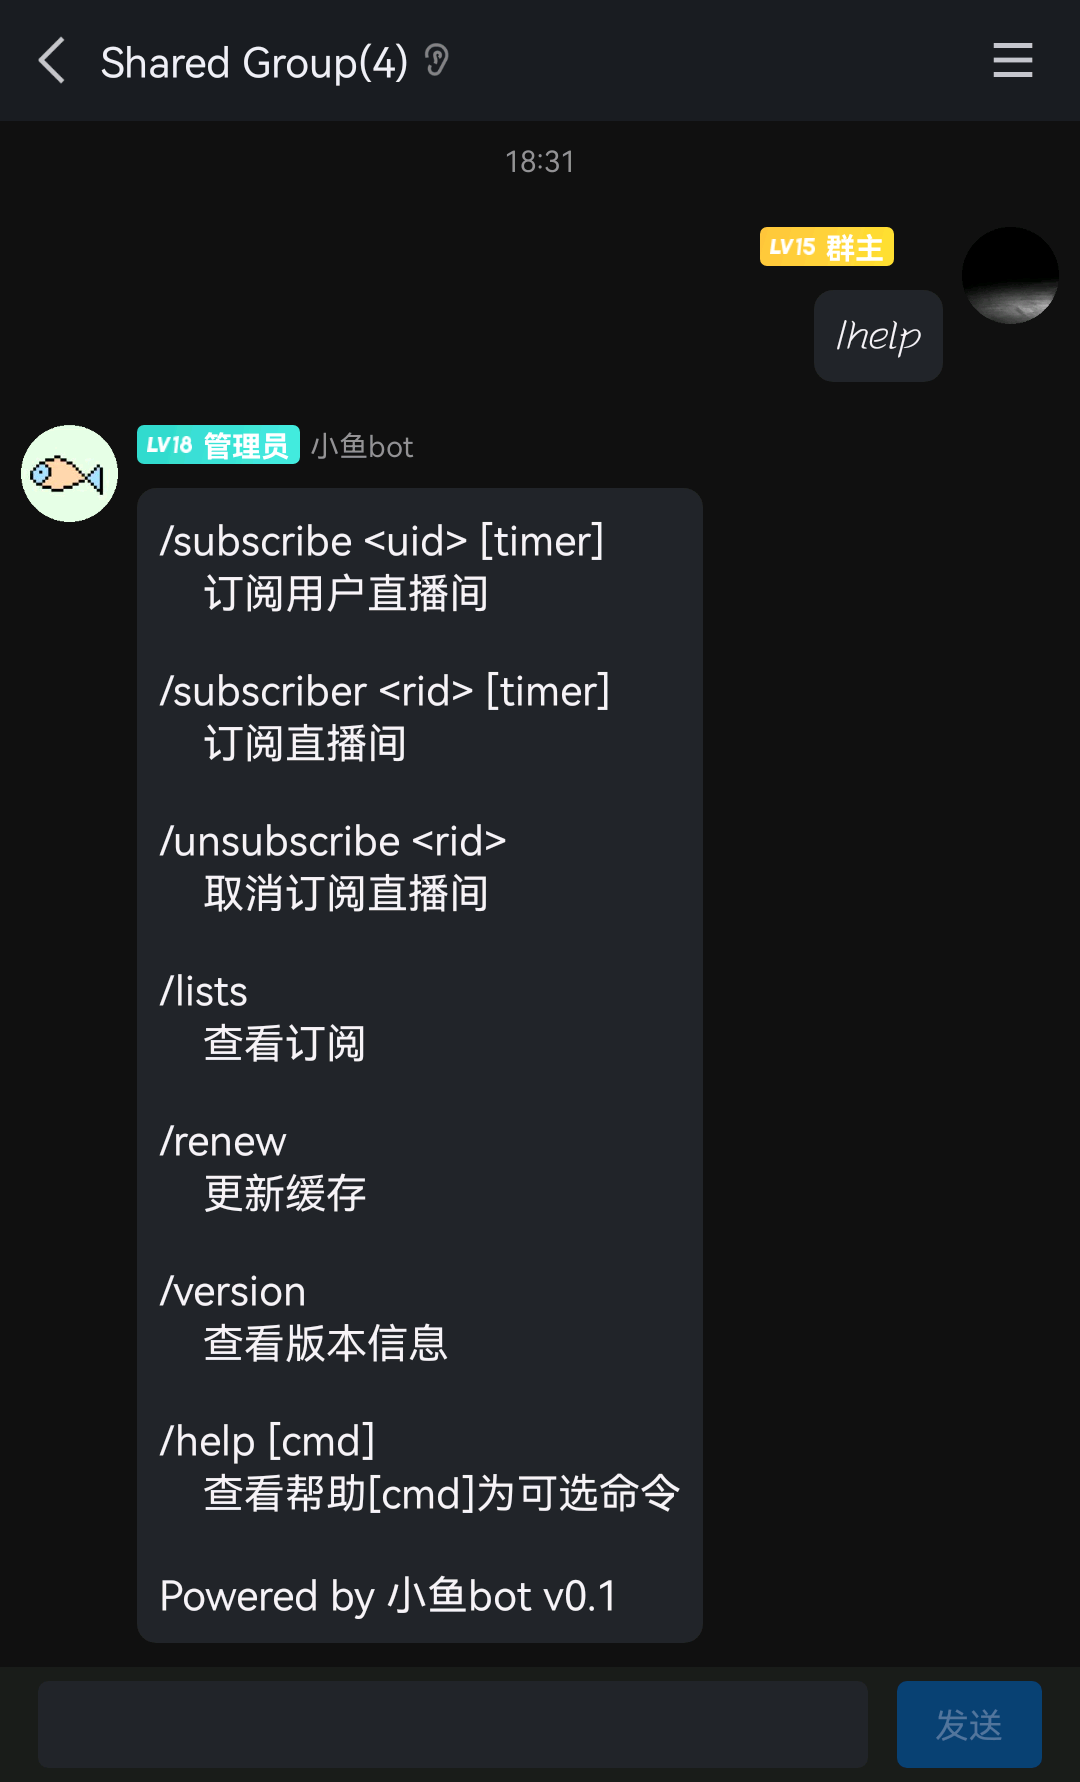 Shared Group(4)
18:31
LV15 群主
/help
LV18 管理员 小鱼bot
/subscribe <uid> [timer]
订阅用户直播间
/subscriber <rid> [timer]
订阅直播间
/unsubscribe <rid>
取消订阅直播间
/lists
查看订阅
/renew
更新缓存
/version
查看版本信息
/help [cmd]
查看帮助[cmd]为可选命令
Powered by 小鱼bot v0.1
发送